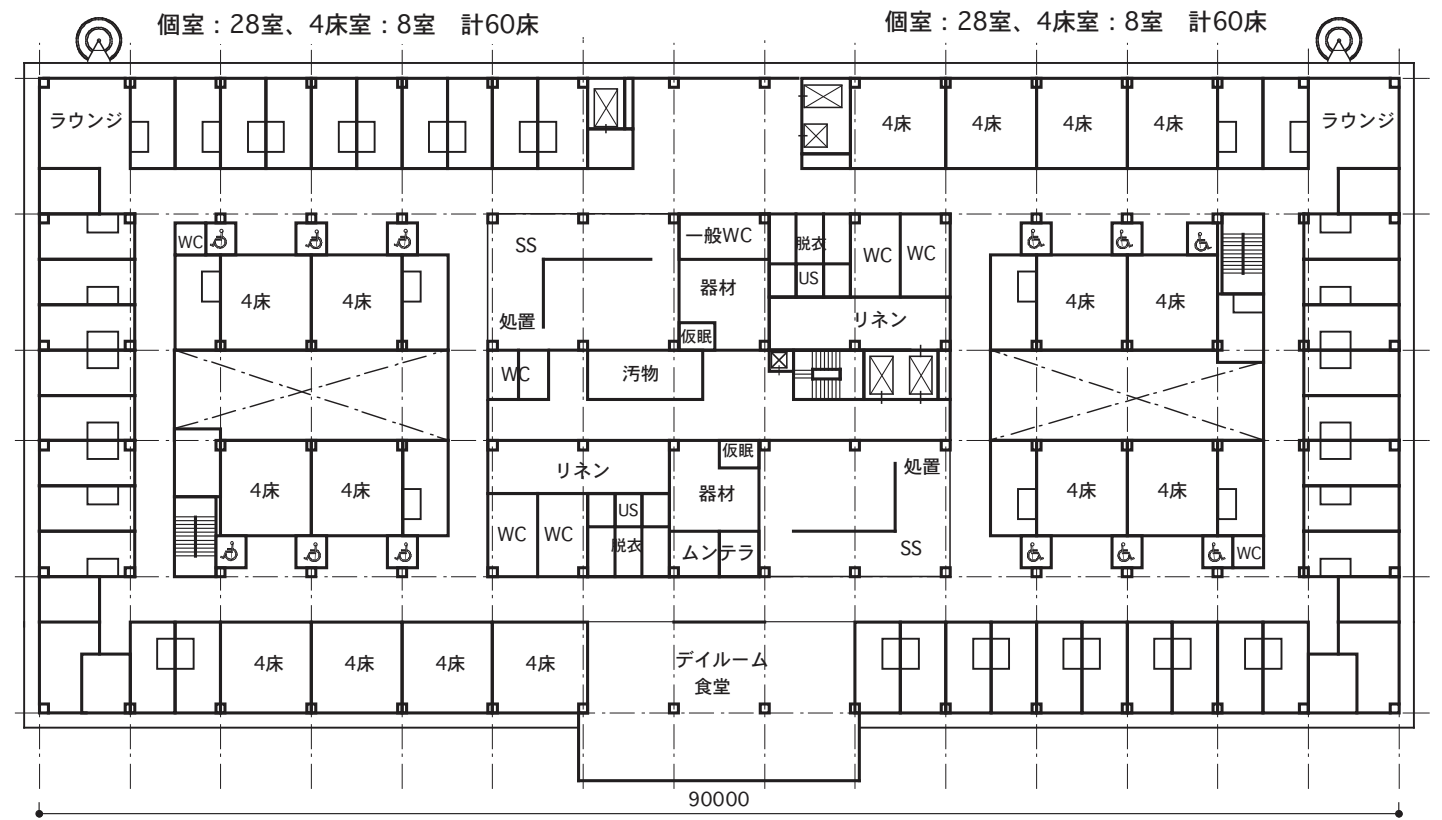 個室：28室、4床室：8室　計60床
個室：28室、4床室：8室　計60床
ラウンジ
4床
4床
4床
4床
ラウンジ
WC
SS
一般WC
脱衣
WC
WC
US
器材
4床
4床
処置
仮眠
リネン
4床
4床
WC
汚物
リネン
仮眠
処置
4床
4床
器材
4床
4床
US
WC
WC
脱衣
ムンテラ
SS
WC
4床
4床
4床
4床
デイルーム
食堂
90000